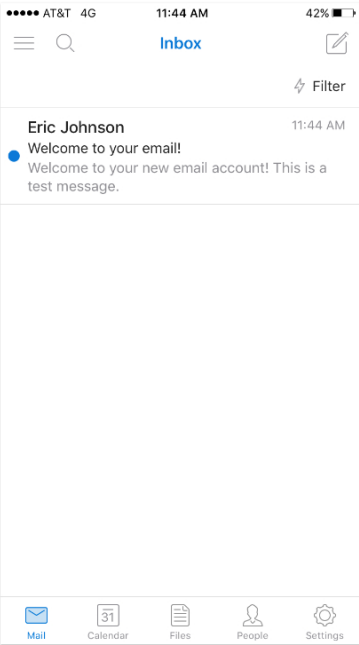 AT&T 4G 11:44 AM 42%
Inbox
Filter
Eric Johnson 11:44 AM
Welcome to your email!
Welcome to your new email account! This is a
test message.
31
Mail Calendar Files People Settings